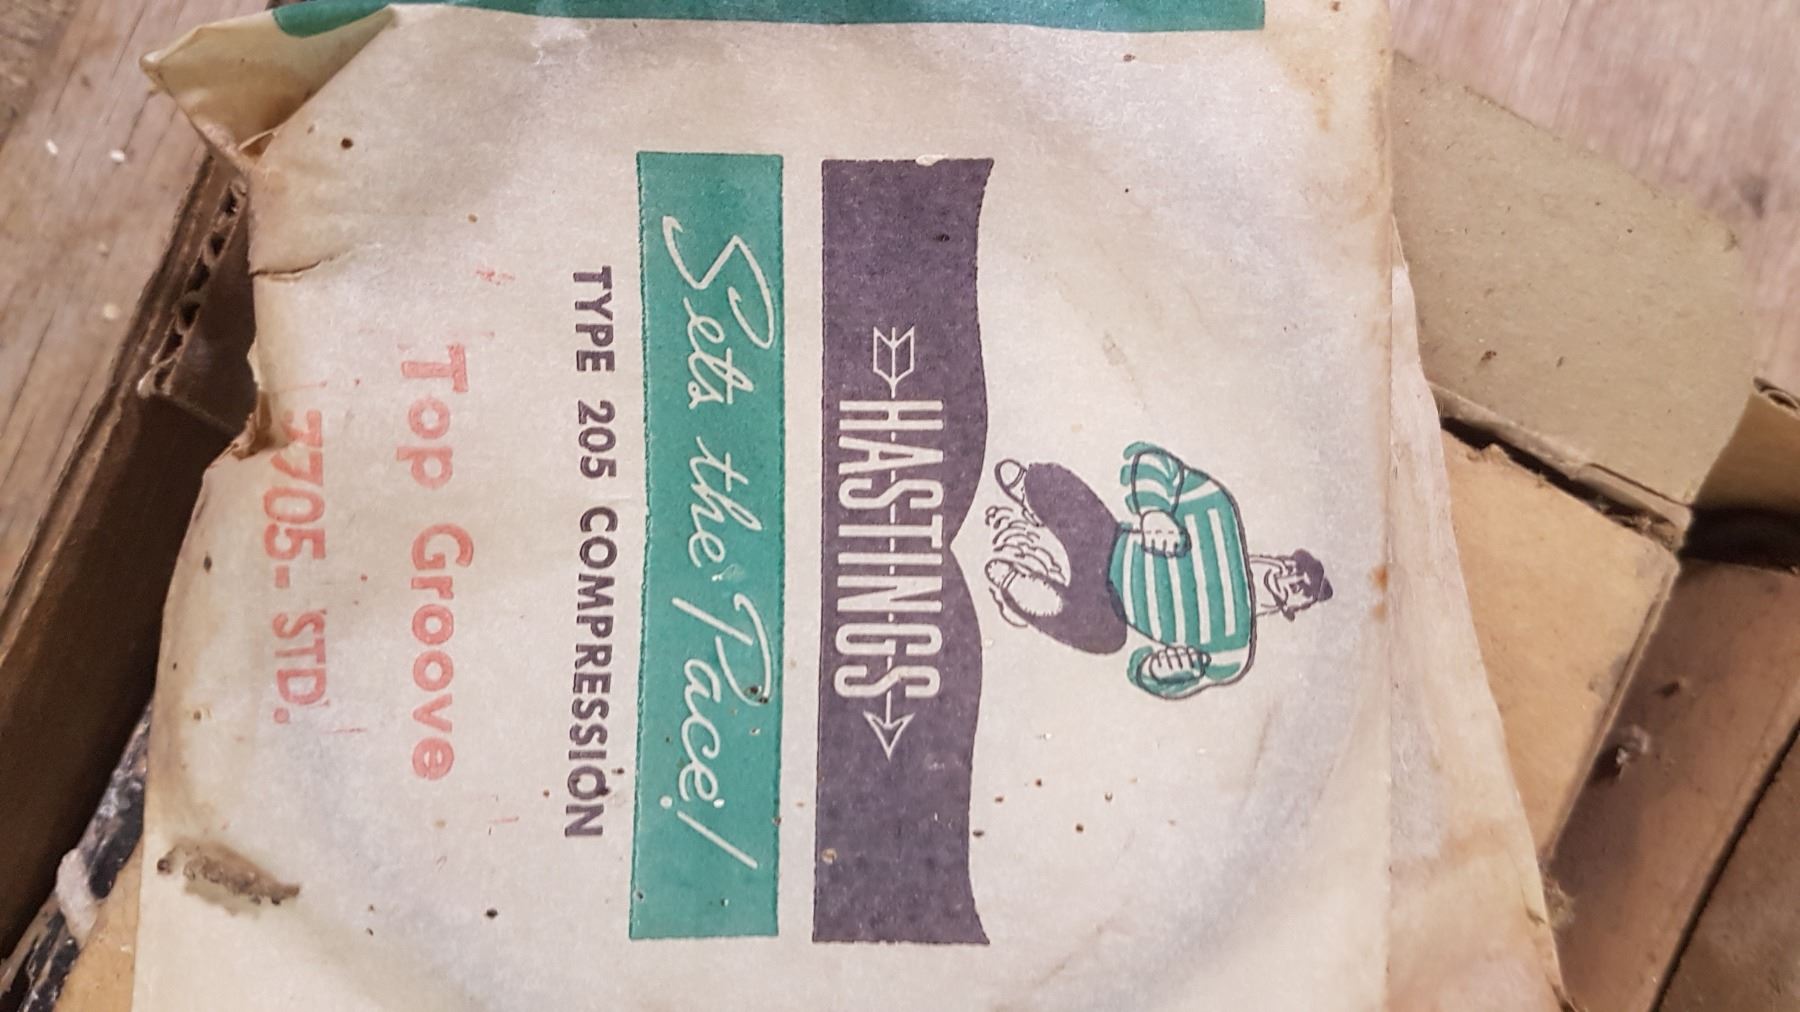 HASTINGS
Sets the Pace!
TYPE 205 COMPRESSION
Top Groove
3705- STD.